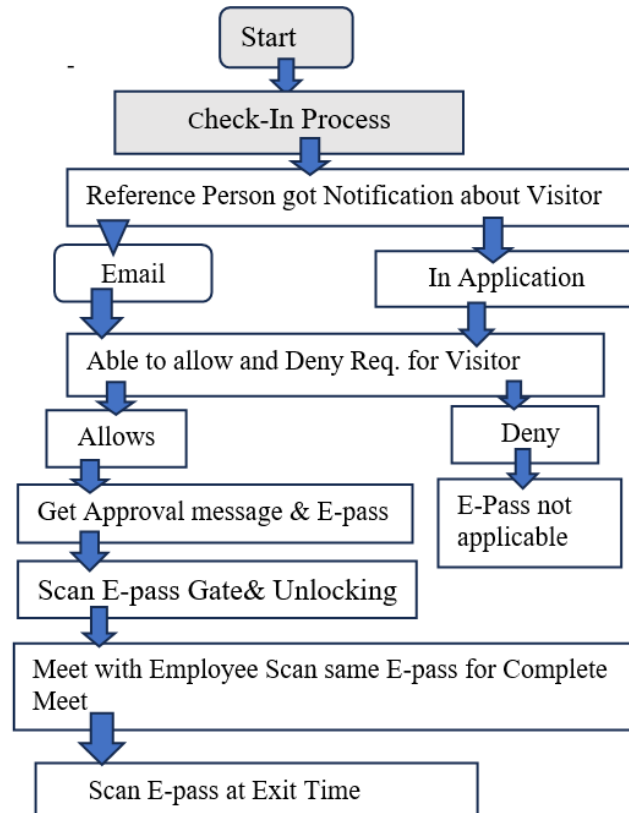 Start
-
Check-In Process
Reference Person got Notification about Visitor
Email
In Application
Able to allow and Deny Req. for Visitor
Allows
Deny
Get Approval message & E-pass
E-Pass not
applicable
Scan E-pass Gate& Unlocking
Meet with Employee Scan same E-pass for Complete
Meet
Scan E-pass at Exit Time